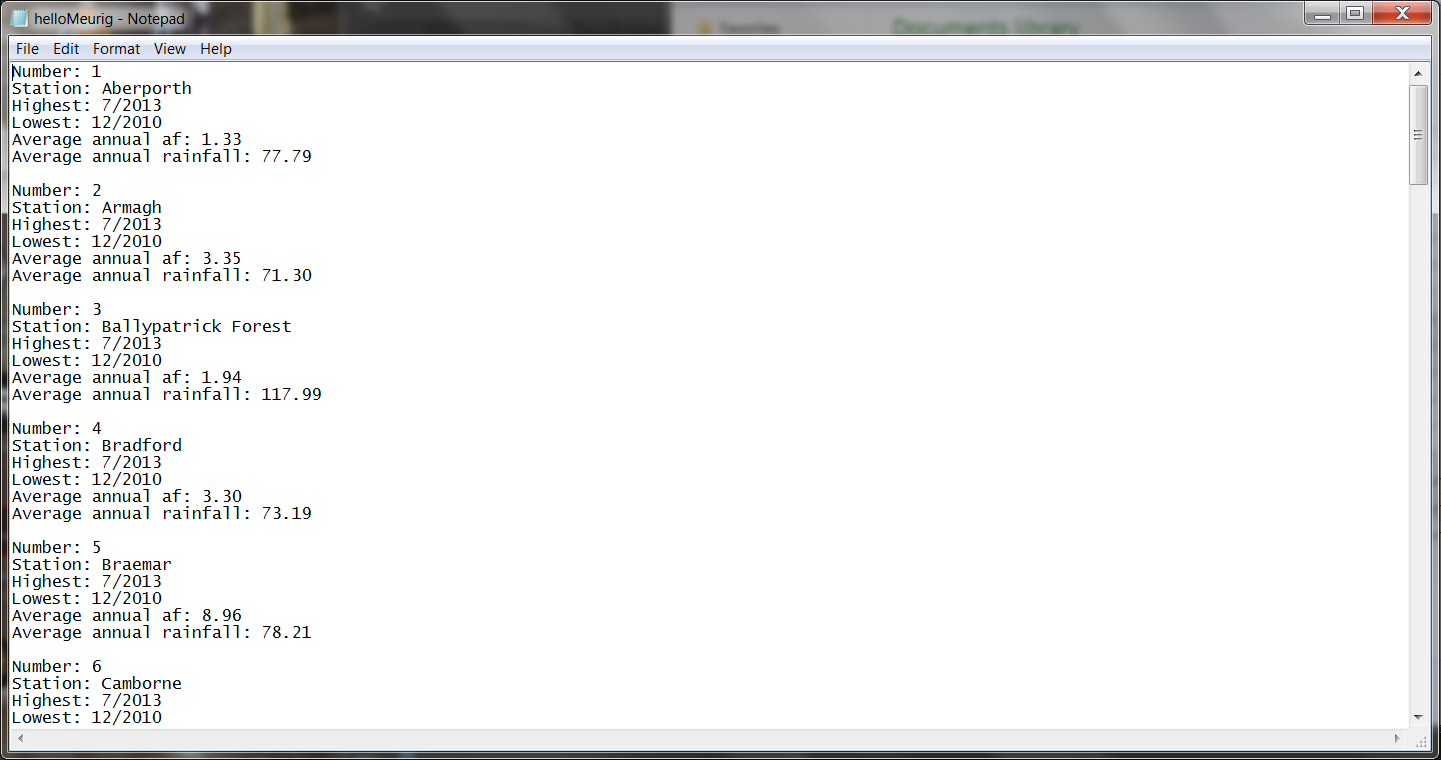 helloMeurig - Notepad
Favorites
Documents library
File Edit Format View Help
Number: 1
Station: Aberporth
Highest: 7/2013
Lowest: 12/2010
Average annual af: 1.33
Average annual rainfall: 77.79
Number: 2
Station: Armagh
Highest: 7/2013
Lowest: 12/2010
Average annual af: 3.35
Average annual rainfall: 71.30
Number: 3
Station: Ballypatrick Forest
Highest: 7/2013
Lowest: 12/2010
Average annual af: 1.94
Average annual rainfall: 117.99
Number: 4
Station: Bradford
Highest: 7/2013
Lowest: 12/2010
Average annual af: 3.30
Average annual rainfall: 73.19
Number: 5
Station: Braemar
Highest: 7/2013
Lowest: 12/2010
Average annual af: 8.96
Average annual rainfall: 78.21
Number: 6
Station: Camborne
Highest: 7/2013
Lowest: 12/2010